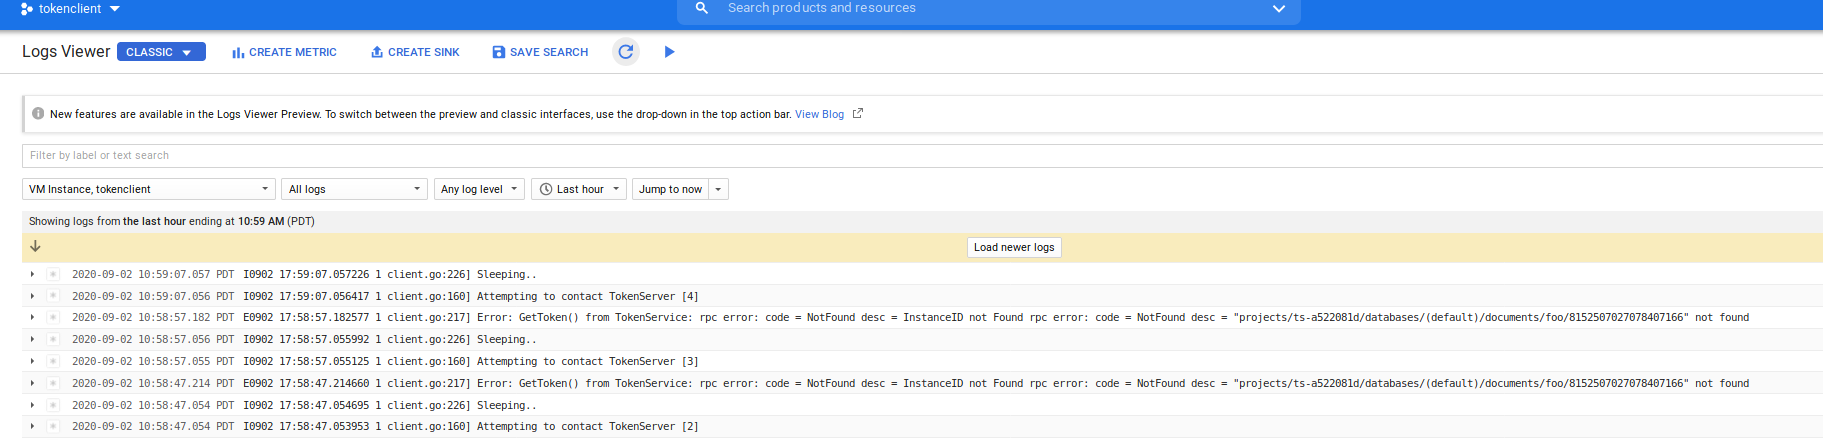 tokenclient
Search products and resources
Logs Viewer CLASSIC CREATE METRIC CREATE SINK SAVE SEARCH
New features are available in the Logs Viewer Preview. To switch between the preview and classic interfaces, use the drop-down in the top action bar. View Blog
Filter by label or text search
VM Instance, tokenclient All logs Any log level Last hour Jump to now
Showing logs from the last hour ending at 10:59 AM (PDT)
Load newer logs
2020-09-02 10:59:07.057 PDT I0902 17:59:07.057226 1 client.go:226] Sleeping..
2020-09-02 10:59:07.056 PDT I0902 17:59:07.056417 1 client.go:160] Attempting to contact TokenServer [4]
2020-09-02 10:58:57.182 PDT E0902 17:58:57.182577 1 client.go:217] Error: GetToken() from TokenService: rpc error: code = NotFound desc = InstanceID not Found rpc error: code = NotFound desc = "projects/ts-a522081d/databases/(default)/documents/foo/8152507027078407166" not found
2020-09-02 10:58:57.056 PDT I0902 17:58:57.055992 1 client.go:226] Sleeping..
2020-09-02 10:58:57.055 PDT I0902 17:58:57.055125 1 client.go:160] Attempting to contact TokenServer [3]
2020-09-02 10:58:47.214 PDT E0902 17:58:47.214660 1 client.go:217] Error: GetToken() from TokenService: rpc error: code = NotFound desc = InstanceID not Found rpc error: code = NotFound desc = "projects/ts-a522081d/databases/(default)/documents/foo/8152507027078407166" not found
2020-09-02 10:58:47.054 PDT I0902 17:58:47.054695 1 client.go:226] Sleeping..
2020-09-02 10:58:47.054 PDT I0902 17:58:47.053953 1 client.go:160] Attempting to contact TokenServer [2]